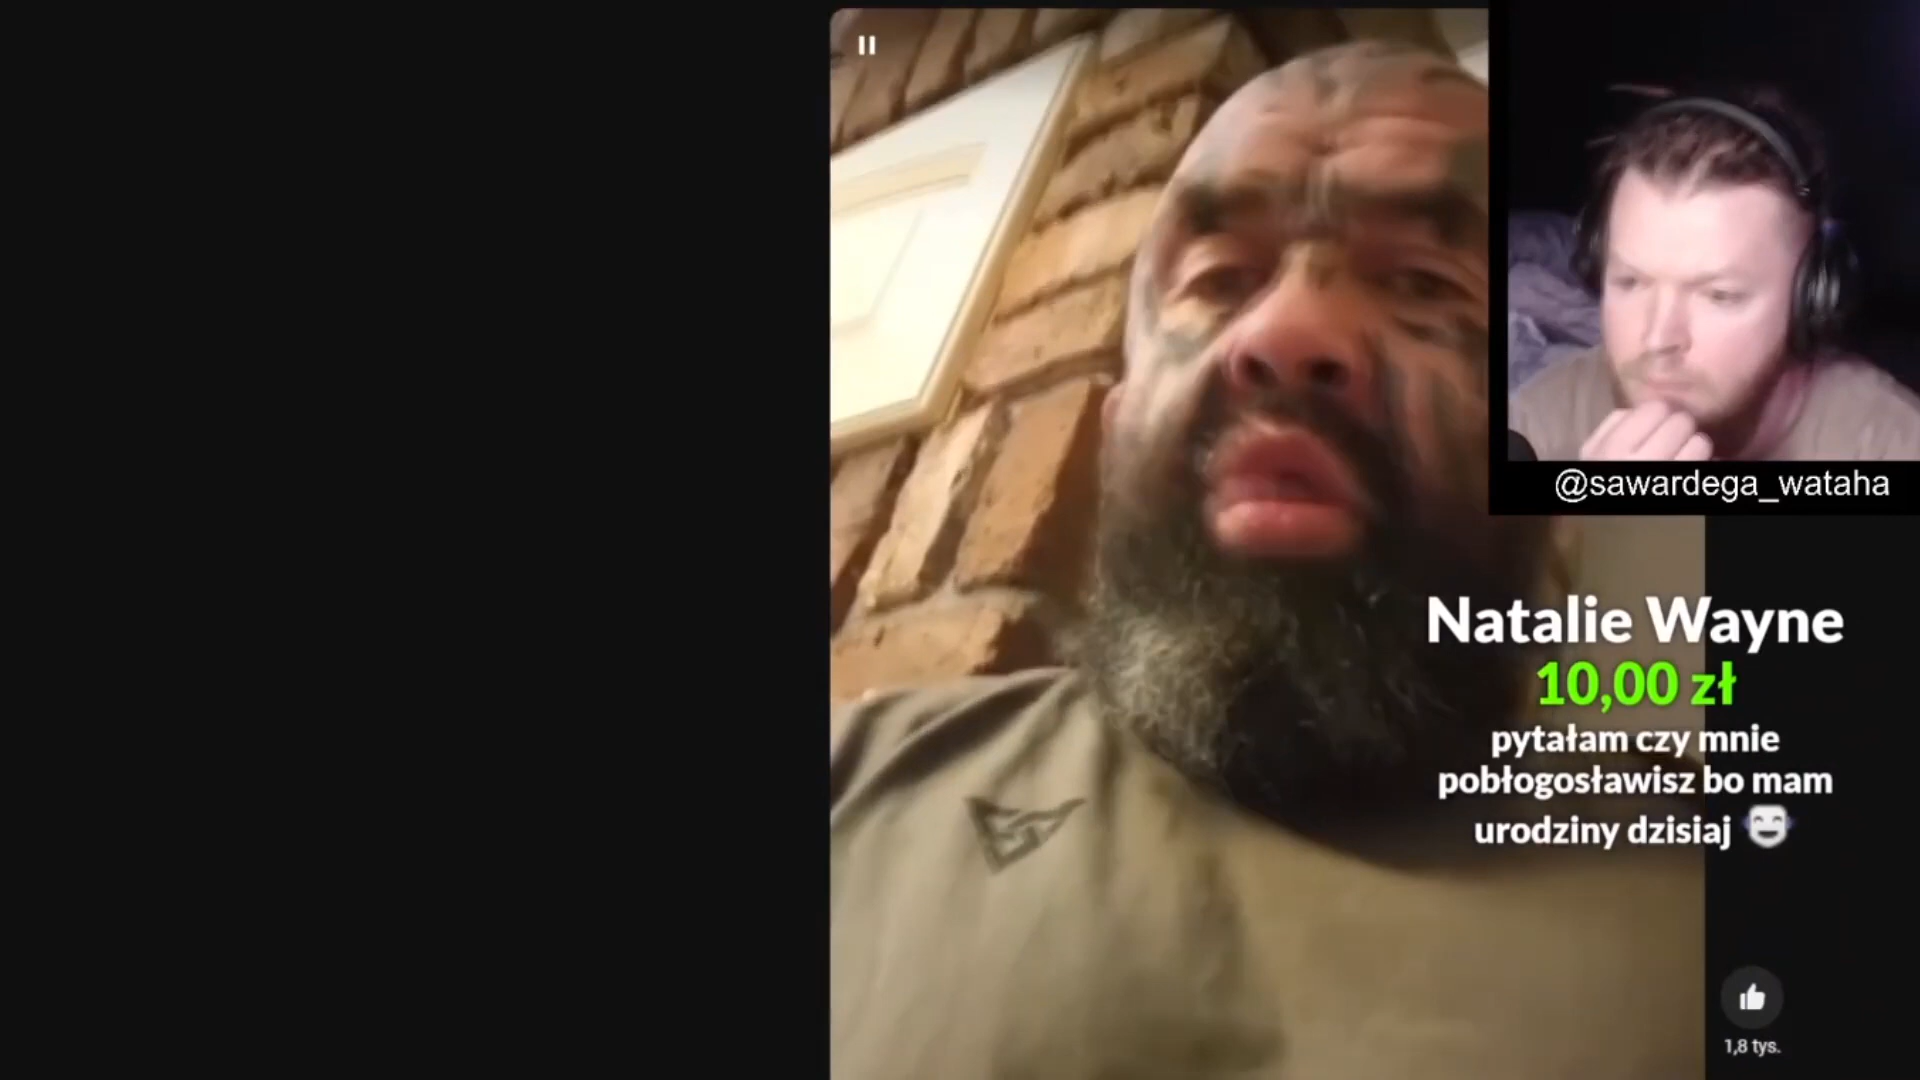 @sawardega_wataha
Natalie Wayne
10,00 zł
pytałam czy mnie
pobłogosławisz bo mam
urodziny dzisiaj
1,8 tys.